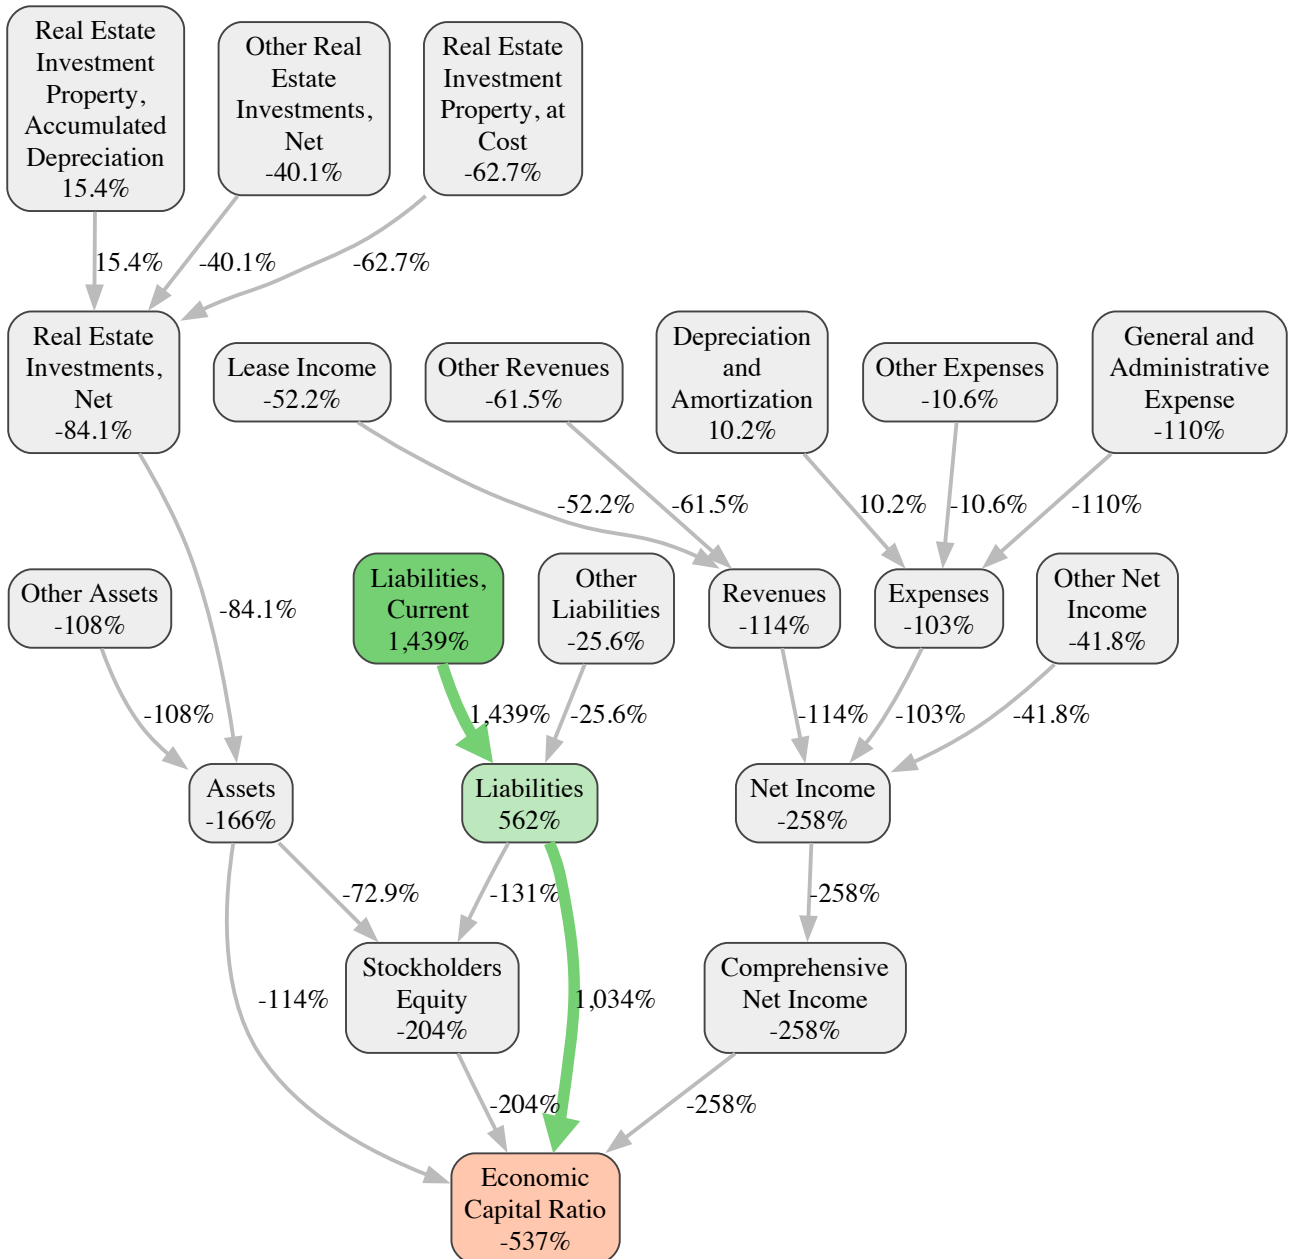 Real Estate
Investment
Property,
Accumulated
Depreciation
15.4%
Other Real
Estate
Investments,
Net
-40.1%
Real Estate
Investment
Property, at
Cost
-62.7%
15.4%
-40.1%
-62.7%
Real Estate
Investments,
Net
-84.1%
Lease Income
-52.2%
Other Revenues
-61.5%
Depreciation
and
Amortization
10.2%
Other Expenses
-10.6%
General and
Administrative
Expense
-110%
-52.2%
-61.5%
10.2%
-10.6%
-110%
Other Assets
-108%
-84.1%
Liabilities,
Current
1,439%
Other
Liabilities
-25.6%
Revenues
-114%
Expenses
-103%
Other Net
Income
-41.8%
-108%
1,439%
-25.6%
-114%
-103%
-41.8%
Assets
-166%
Liabilities
562%
Net Income
-258%
-72.9%
-131%
-258%
-114%
Stockholders
Equity
-204%
1,034%
Comprehensive
Net Income
-258%
-204%
-258%
Economic
Capital Ratio
-537%